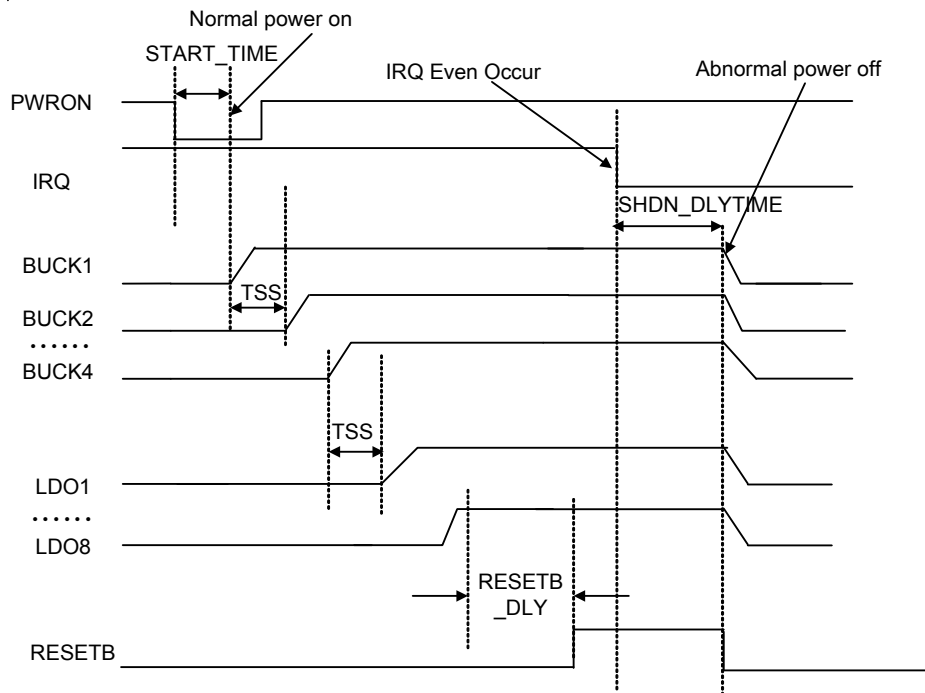 Normal power on
START_TIME
IRQ Even Occur
Abnormal power off
PWRON
IRQ
SHDN_DLYTIME
BUCK1
TSS
BUCK2
......
BUCK4
TSS
LDO1
......
LDO8
RESETB
_DLY
RESETB